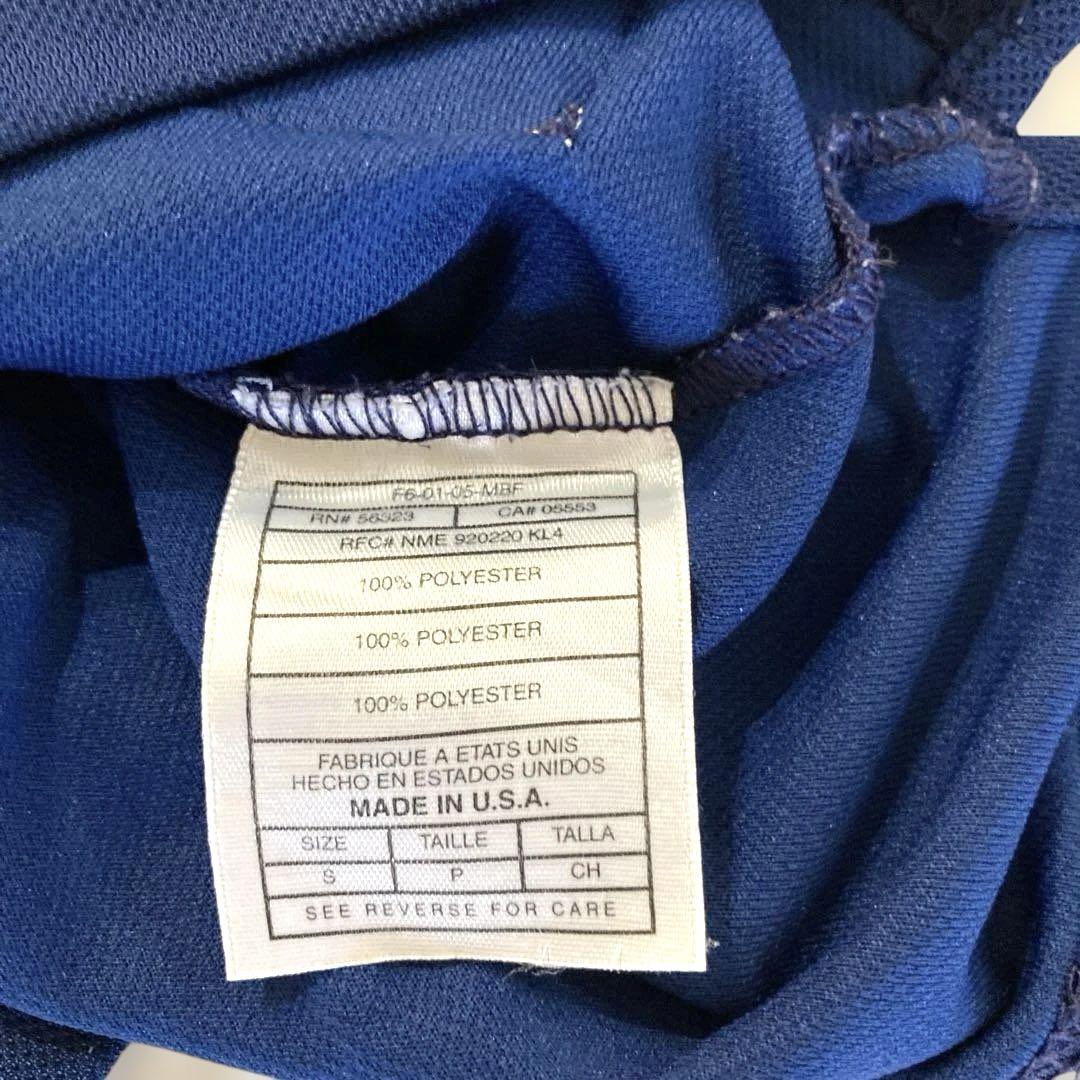 F6-01-05-MBF
RN# 56323 CA# 05553
RFC# NME 920220 KL4
100% POLYESTER
100% POLYESTER
100% POLYESTER
FABRIQUE A ETATS UNIS
HECHO EN ESTADOS UNIDOS
MADE IN U.S.A.
SIZE TAILLE TALLA
S P CH
SEE REVERSE FOR CARE